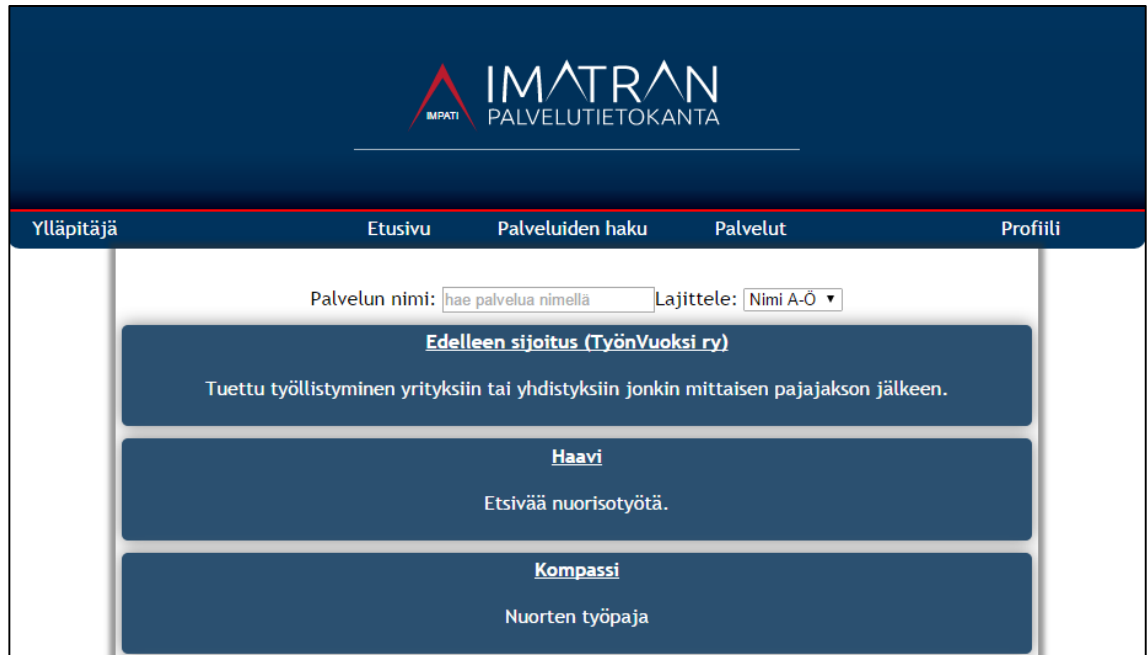 IMPATI
IMATRAN
PALVELUTIETOKANTA
Ylläpitäjä Etusivu Palveluiden haku Palvelut Profiili
Palvelun nimi: hae palvelua nimellä Lajittele: Nimi A-Ö
Edelleen sijoitus (TyönVuoksi ry)
Tuettu työllistyminen yrityksiin tai yhdistyksiin jonkin mittaisen pajajakson jälkeen.
Haavi
Etsivää nuorisotyötä.
Kompassi
Nuorten työpaja